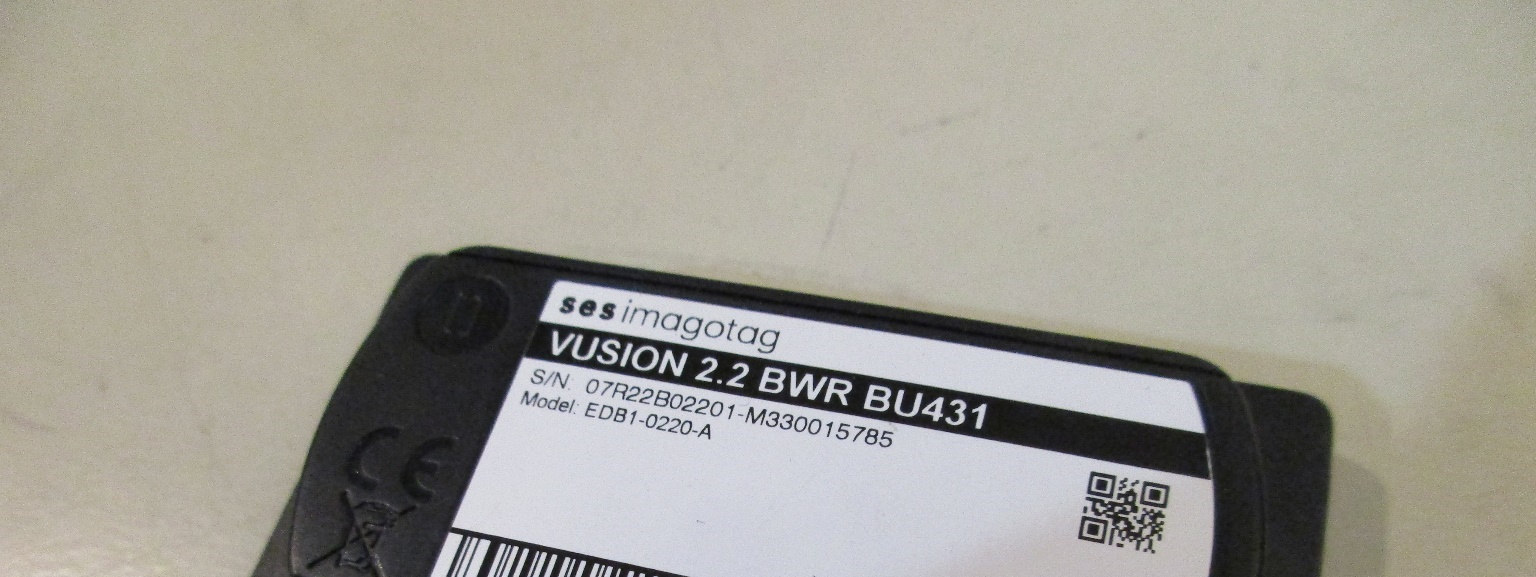 ses imagotag
VUSION 2.2 BWR BU431
S/N: 07R22B02201-M330015785
Model: EDB1-0220-A
CE